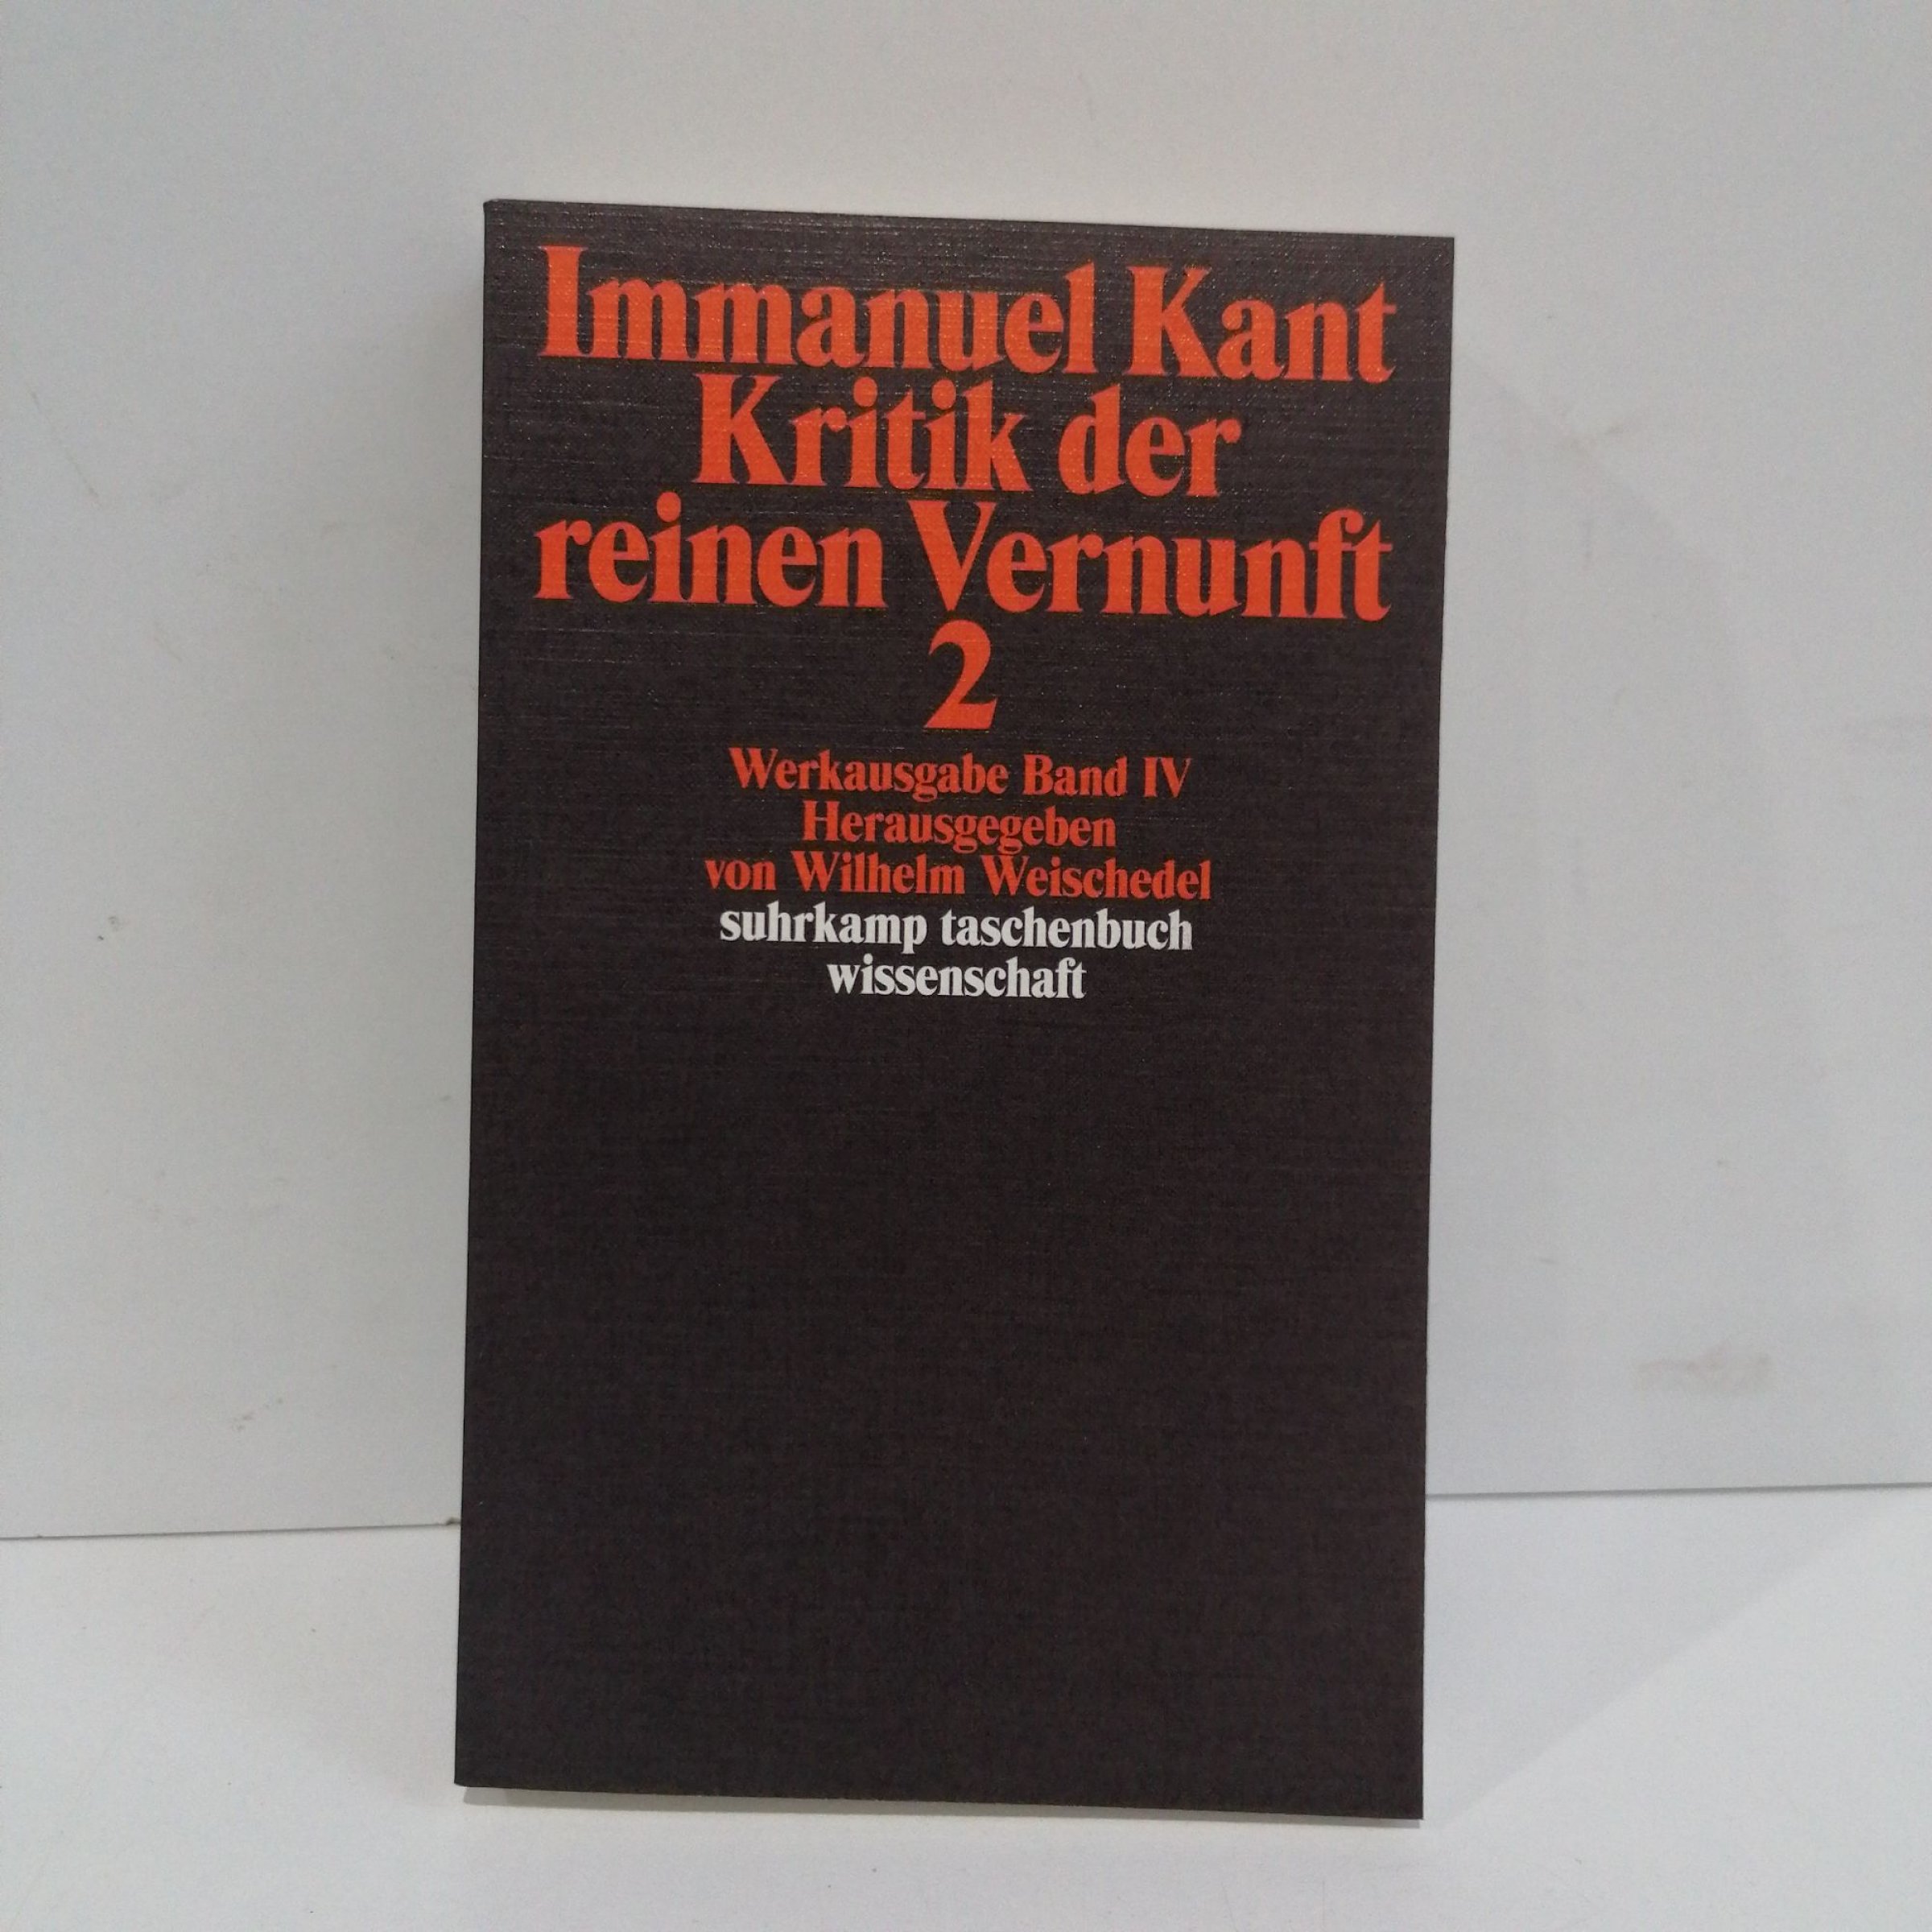 Immanuel Kant
Kritik der
reinen Vernunft
2
Werkausgabe Band IV
Herausgegeben
von Wilhelm Weischedel
suhrkamp taschenbuch
wissenschaft